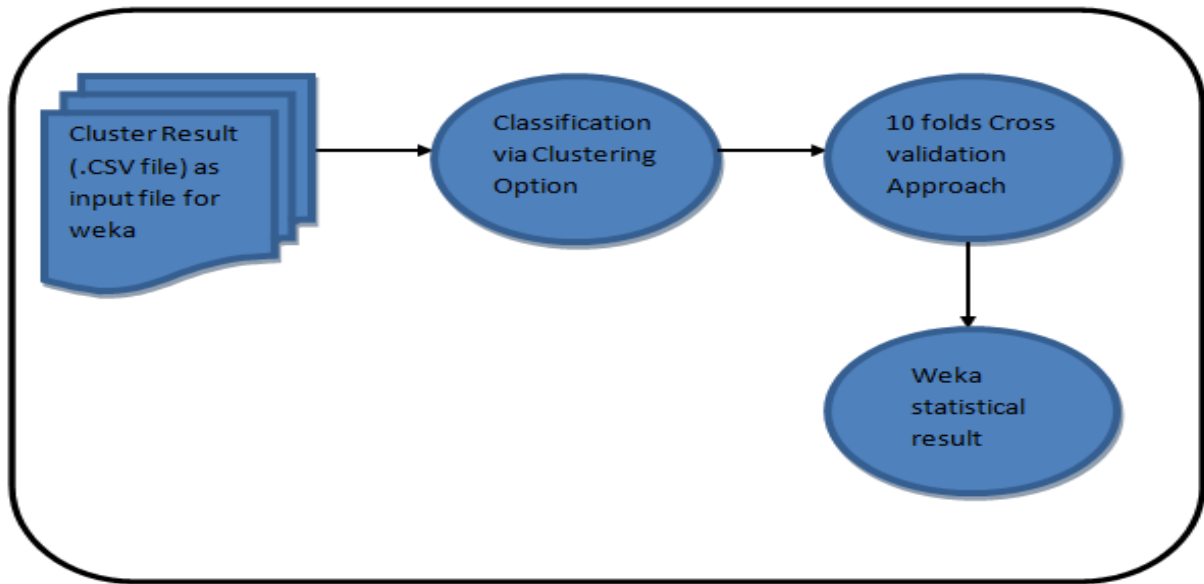 Cluster Result
(.CSV file) as
input file for
weka
Classification
via Clustering
Option
10 folds Cross
validation
Approach
Weka
statistical
result